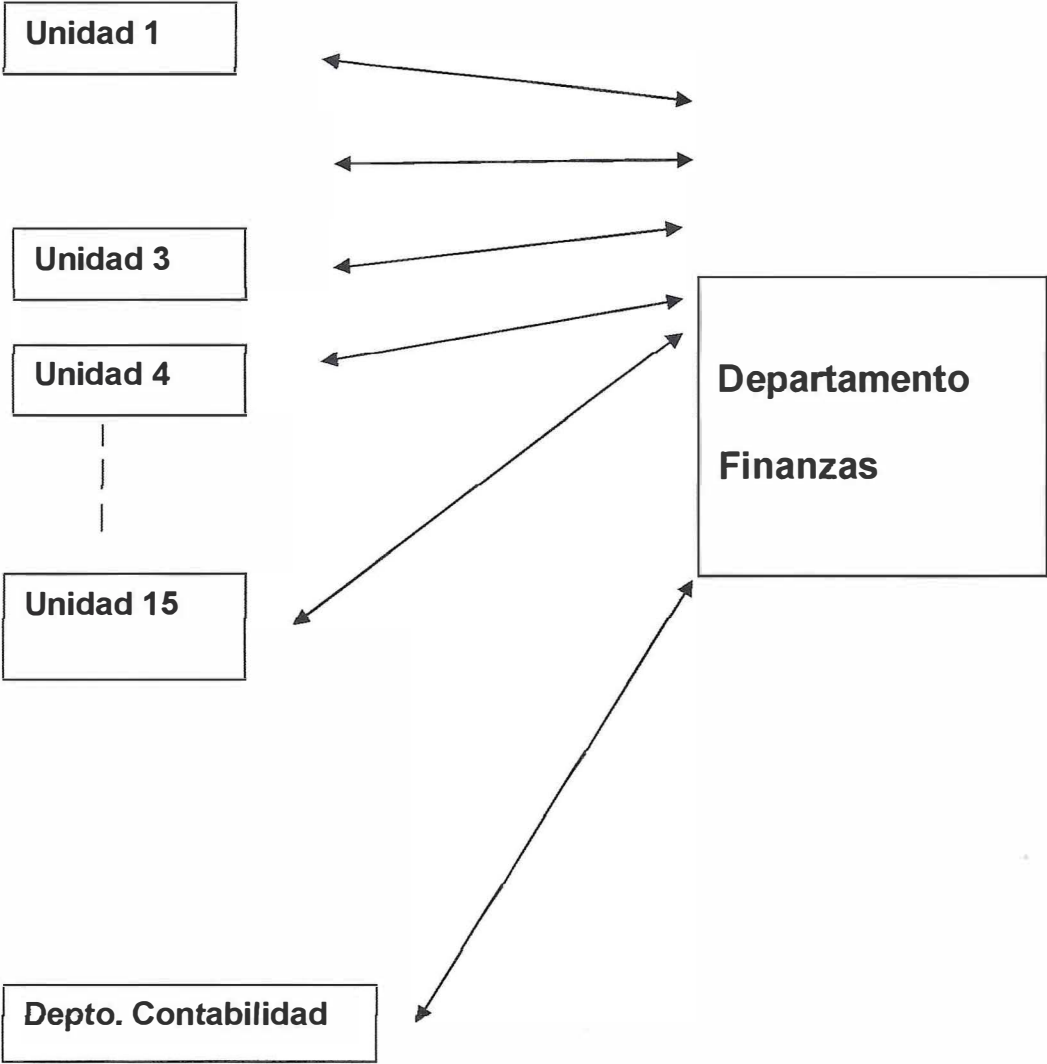 Unidad 1
Unidad 3
Unidad 4
Departamento
Finanzas
Unidad 15
Depto. Contabilidad